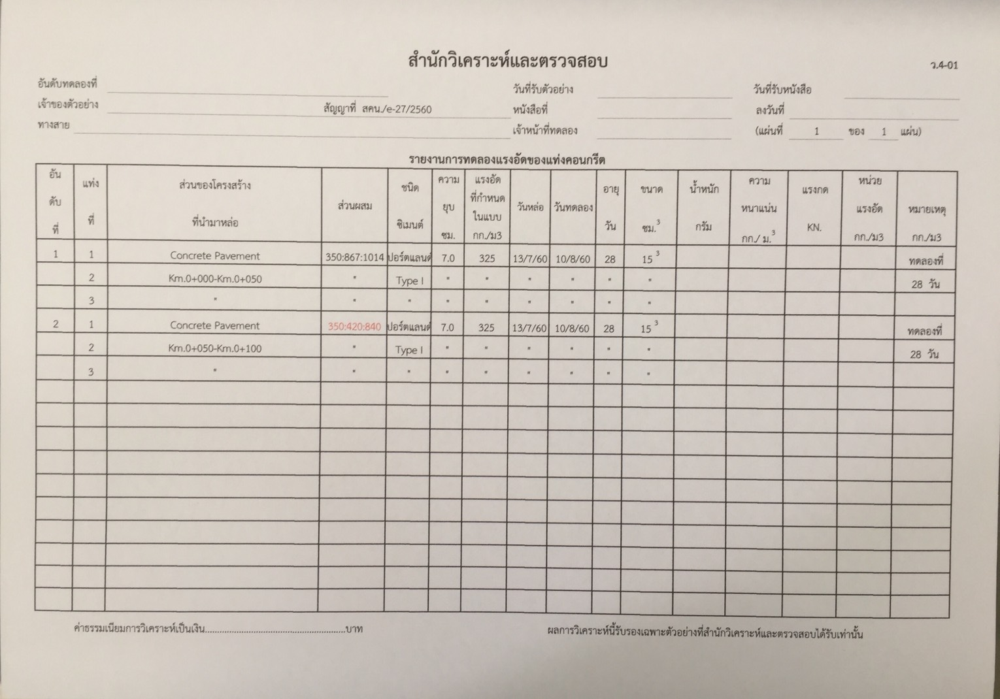 สำนักวิเคราะห์และตรวจสอบ
ว.4-01
อันดับทดลองที่ วันที่รับตัวอย่าง วันที่รับหนังสือ
เจ้าของตัวอย่าง สัญญาที่ สคน./e-27/2560 หนังสือที่ ลงวันที่
ทางสาย เจ้าหน้าที่ทดลอง (แผ่นที่ 1 ของ 1 แผ่น)
รายงานการทดลองแรงอัดของแท่งคอนกรีต
อันดับที่ แท่งที่ ส่วนของโครงสร้างที่นำมาหล่อ ส่วนผสม ชนิดซิเมนต์ ความยุบ ซม. แรงอัดที่กำหนดในแบบ กก./ม3 วันหล่อ วันทดลอง อายุวัน ขนาด ซม.3 น้ำหนัก กรัม ความหนาแน่น กก./ ม.3 แรงกด KN. หน่วยแรงอัด กก./ม3 หมายเหตุ กก./ม3
1 1 Concrete Pavement 350:867:1014 ปอร์ตแลนด์ 7.0 325 13/7/60 10/8/60 28 15 3 ทดลองที่
2 Km.0+000-Km.0+050 " Type I " " " " " " 28 วัน
3 " " " " " " " " "
2 1 Concrete Pavement 350:420:840 ปอร์ตแลนด์ 7.0 325 13/7/60 10/8/60 28 15 3 ทดลองที่
2 Km.0+050-Km.0+100 " Type I " " " " " " 28 วัน
3 " " " " " " " " "
ค่าธรรมเนียมการวิเคราะห์เป็นเงิน......................................................บาท
ผลการวิเคราะห์นี้รับรองเฉพาะตัวอย่างที่สำนักวิเคราะห์และตรวจสอบได้รับเท่านั้น